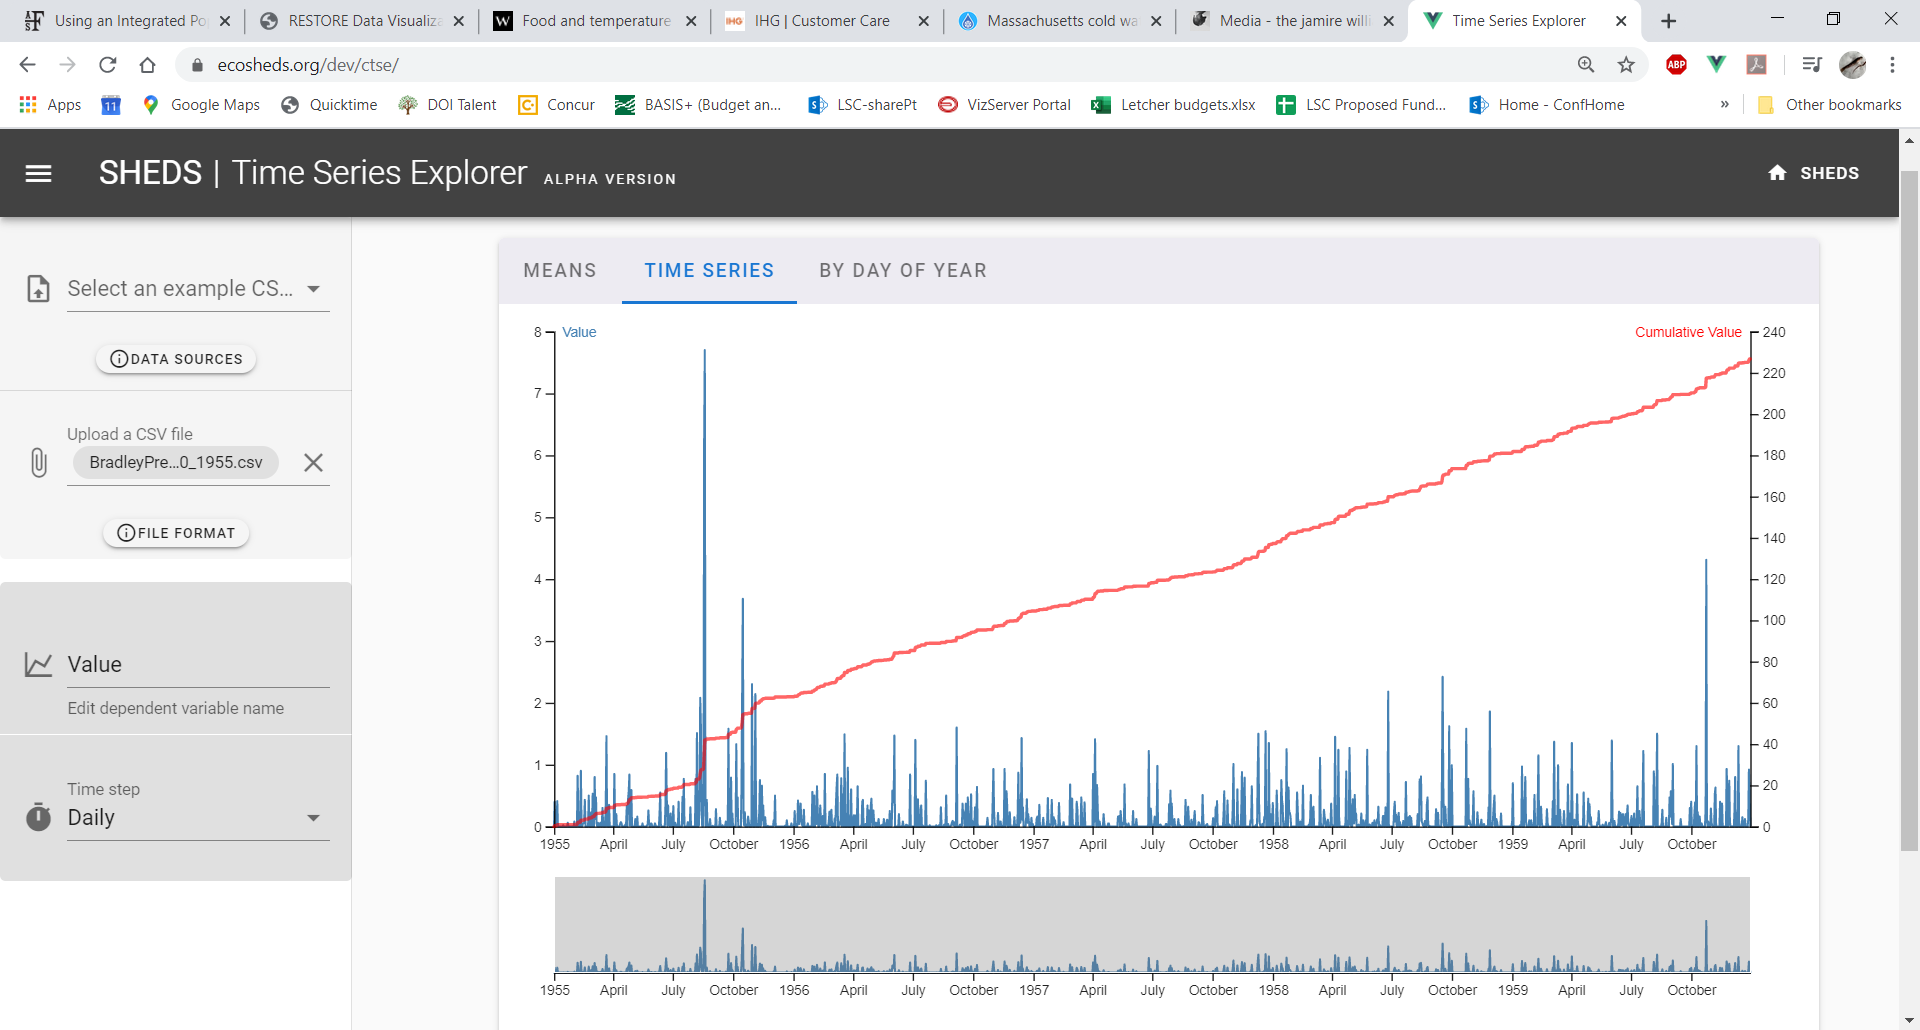 Using an Integrated Po
RESTORE Data Visualiza
Food and temperature
IHG | Customer Care
Massachusetts cold wa
Media - the jamire willi
Time Series Explorer
ecosheds.org/dev/ctse/
ABP
Apps
11
Google Maps
Quicktime
DOI Talent
Concur
BASIS+ (Budget an...
LSC-sharePt
VizServer Portal
Letcher budgets.xlsx
LSC Proposed Fund...
Home - ConfHome
»
Other bookmarks
SHEDS | Time Series Explorer ALPHA VERSION
SHEDS
Select an example CS...
DATA SOURCES
Upload a CSV file
BradleyPre...0_1955.csv
FILE FORMAT
Value
Edit dependent variable name
Time step
Daily
MEANS TIME SERIES BY DAY OF YEAR
Value
Cumulative Value
8
7
6
5
4
3
2
1
0
240
220
200
180
160
140
120
100
80
60
40
20
0
1955 April July October 1956 April July October 1957 April July October 1958 April July October 1959 April July October
1955 April July October 1956 April July October 1957 April July October 1958 April July October 1959 April July October